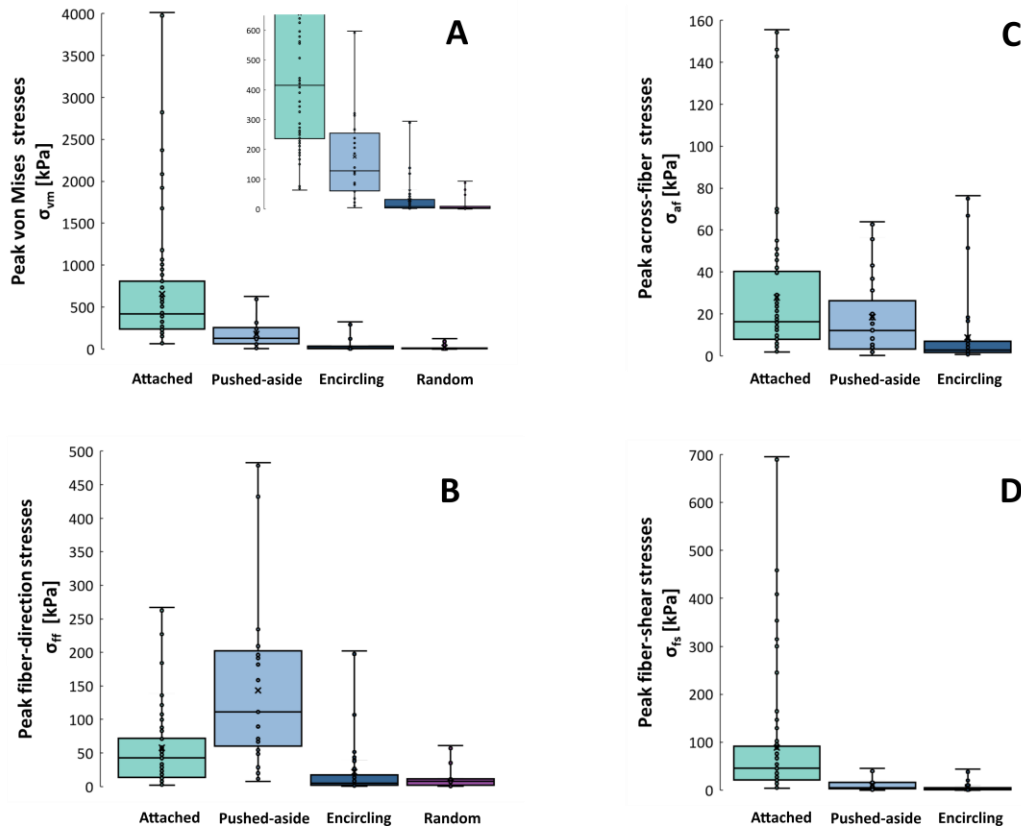 A
Peak von Mises stresses
σvm [kPa]
4000
3500
3000
2500
2000
1500
1000
500
0
600
500
400
300
200
100
0
Attached Pushed-aside Encircling Random
C
Peak across-fiber stresses
σaf [kPa]
160
140
120
100
80
60
40
20
0
Attached Pushed-aside Encircling
B
Peak fiber-direction stresses
σff [kPa]
500
450
400
350
300
250
200
150
100
50
0
Attached Pushed-aside Encircling Random
D
Peak fiber-shear stresses
σfs [kPa]
700
600
500
400
300
200
100
0
Attached Pushed-aside Encircling